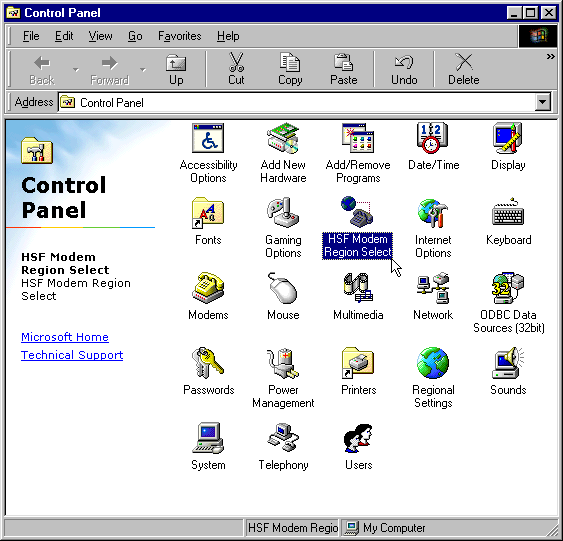 Control Panel
File Edit View Go Favorites Help
Back Forward Up Cut Copy Paste Undo Delete »
Address Control Panel
Control
Panel
HSF Modem
Region Select
HSF Modem Region
Select
Microsoft Home
Technical Support
Accessibility
Options
Add New
Hardware
Add/Remove
Programs
Date/Time
Display
Fonts
Gaming
Options
HSF Modem
Region Select
Internet
Options
Keyboard
Modems
Mouse
Multimedia
Network
ODBC Data
Sources (32bit)
Passwords
Power
Management
Printers
Regional
Settings
Sounds
System
Telephony
Users
HSF Modem Regio My Computer